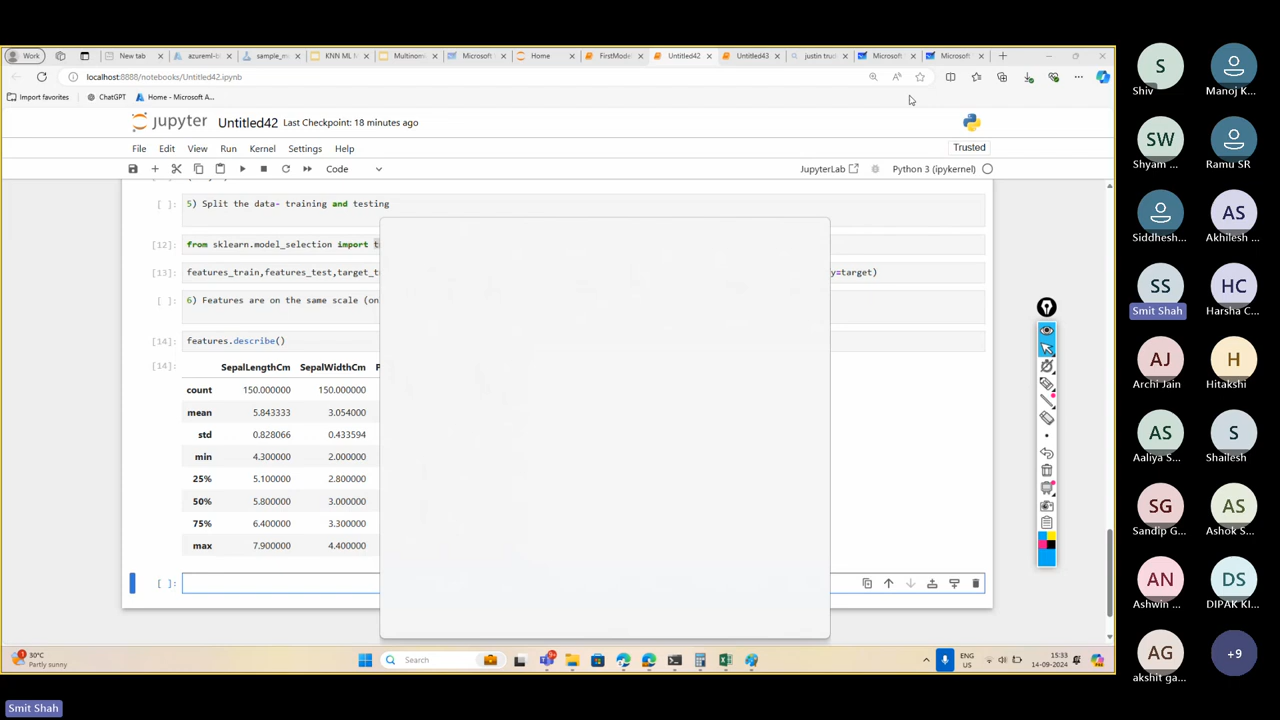 Work
New tab
azureml-t
sample_m
KNN ML M
Multinom
Microsoft
Home
FirstModel
Untitled42
Untitled43
justin tru
Microsoft
Microsoft
localhost:8888/notebooks/Untitled42.ipynb
Import favorites
ChatGPT
Home - Microsoft A...
jupyter Untitled42 Last Checkpoint: 18 minutes ago
File Edit View Run Kernel Settings Help
Trusted
Code
JupyterLab
Python 3 (ipykernel)
[ ]: 5) Split the data- training and testing
[12]: from sklearn.model_selection import t
[13]: features_train,features_test,target_t y=target)
[ ]: 6) Features are on the same scale (on
[14]: features.describe()
[14]: SepalLengthCm SepalWidthCm P
count 150.000000 150.000000
mean 5.843333 3.054000
std 0.828066 0.433594
min 4.300000 2.000000
25% 5.100000 2.800000
50% 5.800000 3.000000
75% 6.400000 3.300000
max 7.900000 4.400000
[ ]:
30°C
Partly sunny
Search
ENG
US
15:33
14-09-2024
S
Shiv
Manoj K...
SW
Shyam ...
Ramu SR
Siddhesh...
AS
Akhilesh ...
SS
Smit Shah
HC
Harsha C...
AJ
Archi Jain
H
Hitakshi
AS
Aaliya S...
S
Shailesh
SG
Sandip G...
AS
Ashok S...
AN
Ashwin ...
DS
DIPAK KI...
AG
akshit ga...
+9
Smit Shah